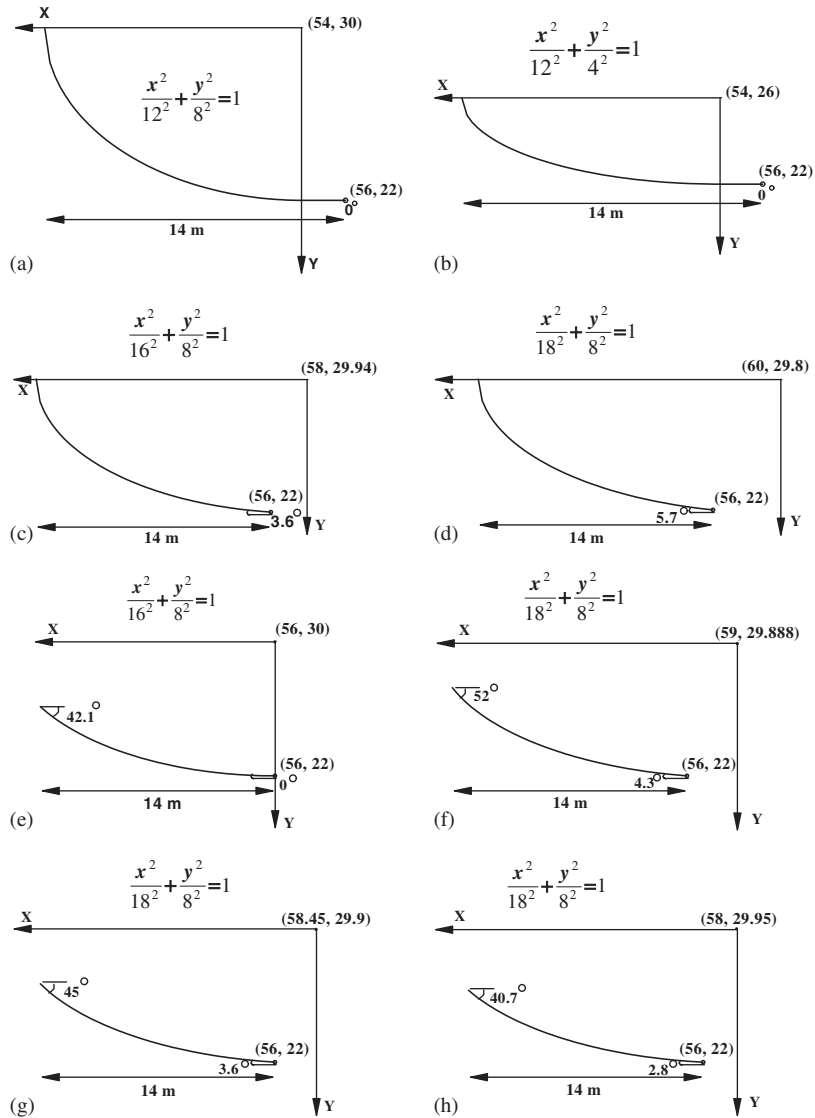 X
(54, 30)
x²/12² + y²/8² = 1
(56, 22)
0°
14 m
Y
(a)
x²/12² + y²/4² = 1
X
(54, 26)
(56, 22)
0°
14 m
Y
(b)
x²/16² + y²/8² = 1
(58, 29.94)
X
(56, 22)
3.6°
Y
14 m
(c)
x²/18² + y²/8² = 1
(60, 29.8)
X
(56, 22)
5.7°
Y
14 m
(d)
x²/16² + y²/8² = 1
X
(56, 30)
42.1°
(56, 22)
0°
14 m
Y
(e)
x²/18² + y²/8² = 1
X
(59, 29.888)
52°
(56, 22)
4.3°
14 m
Y
(f)
x²/18² + y²/8² = 1
X
(58.45, 29.9)
45°
(56, 22)
3.6°
14 m
Y
(g)
x²/18² + y²/8² = 1
X
(58, 29.95)
40.7°
(56, 22)
2.8°
14 m
Y
(h)